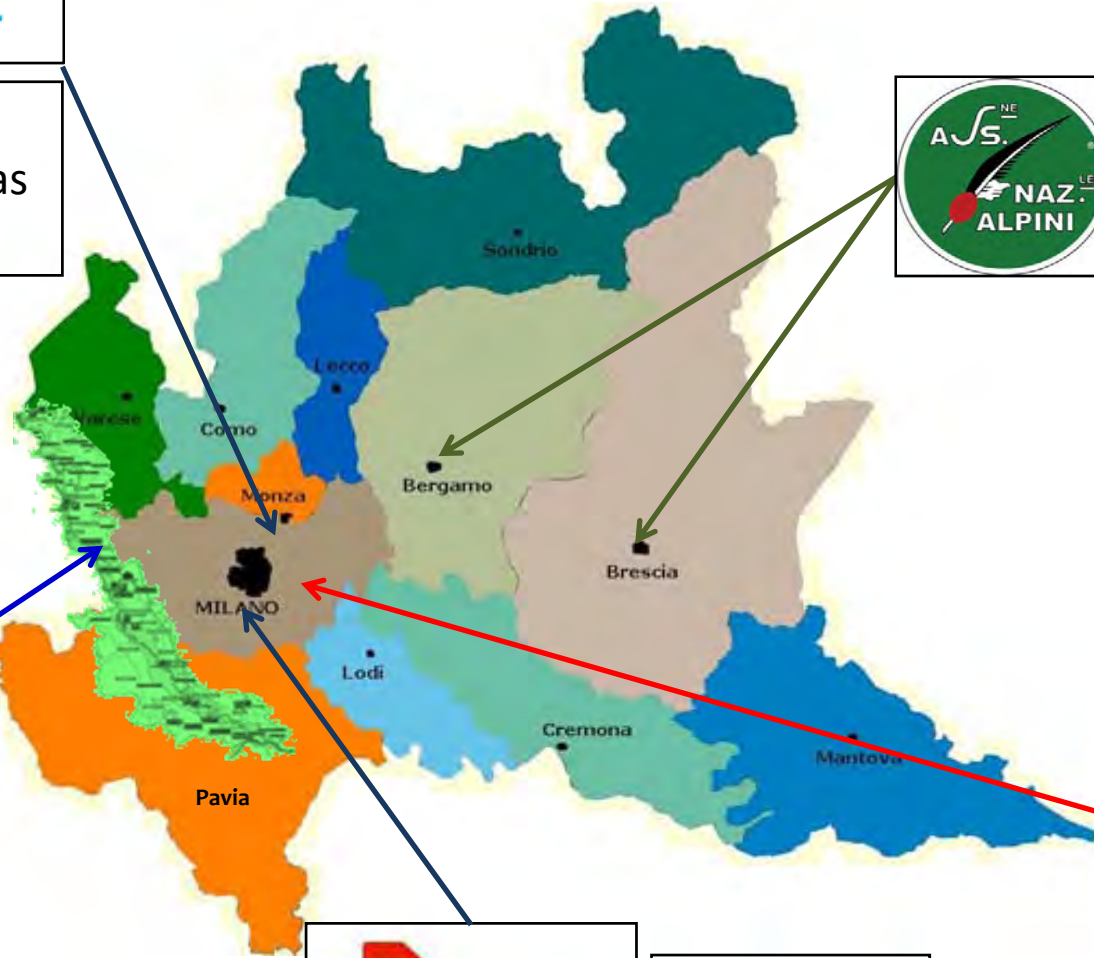 as
A.S.NE
NAZ.LE
ALPINI
®
Sondrio
Lecco
Varese
Como
Monza
Bergamo
MILANO
Brescia
Lodi
Cremona
Mantova
Pavia